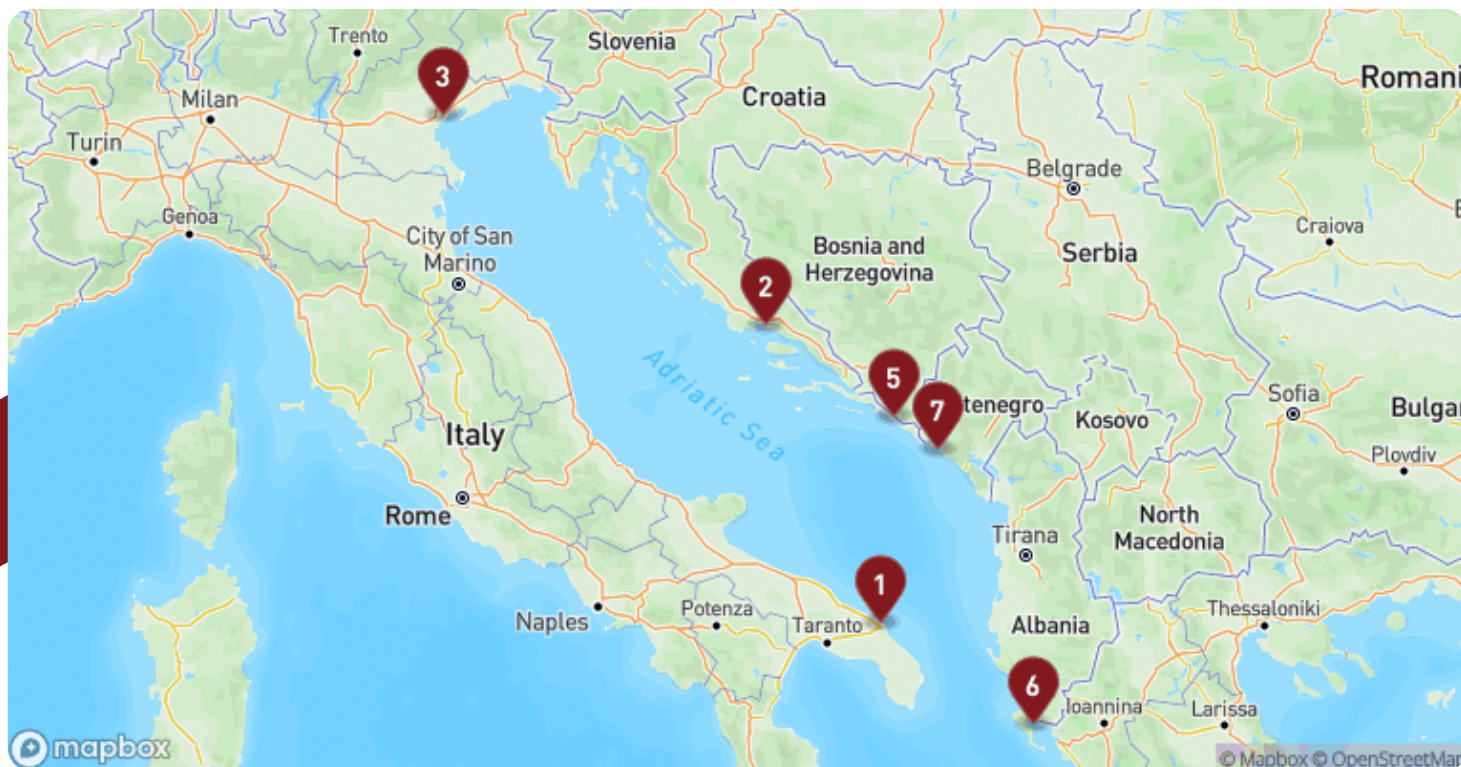 Trento
Slovenia
3
Croatia
Romani
Milan
Turin
Belgrade
Genoa
City of San
Marino
Bosnia and
Herzegovina
Serbia
Craiova
2
Adriatic Sea
5
7
tenegro
Kosovo
Sofia
Bulgar
Italy
Plovdiv
Rome
North
Macedonia
Tirana
1
Naples
Potenza
Taranto
Albania
Thessaloniki
6
Ioannina
Larissa
mapbox
© Mapbox © OpenStreetMap